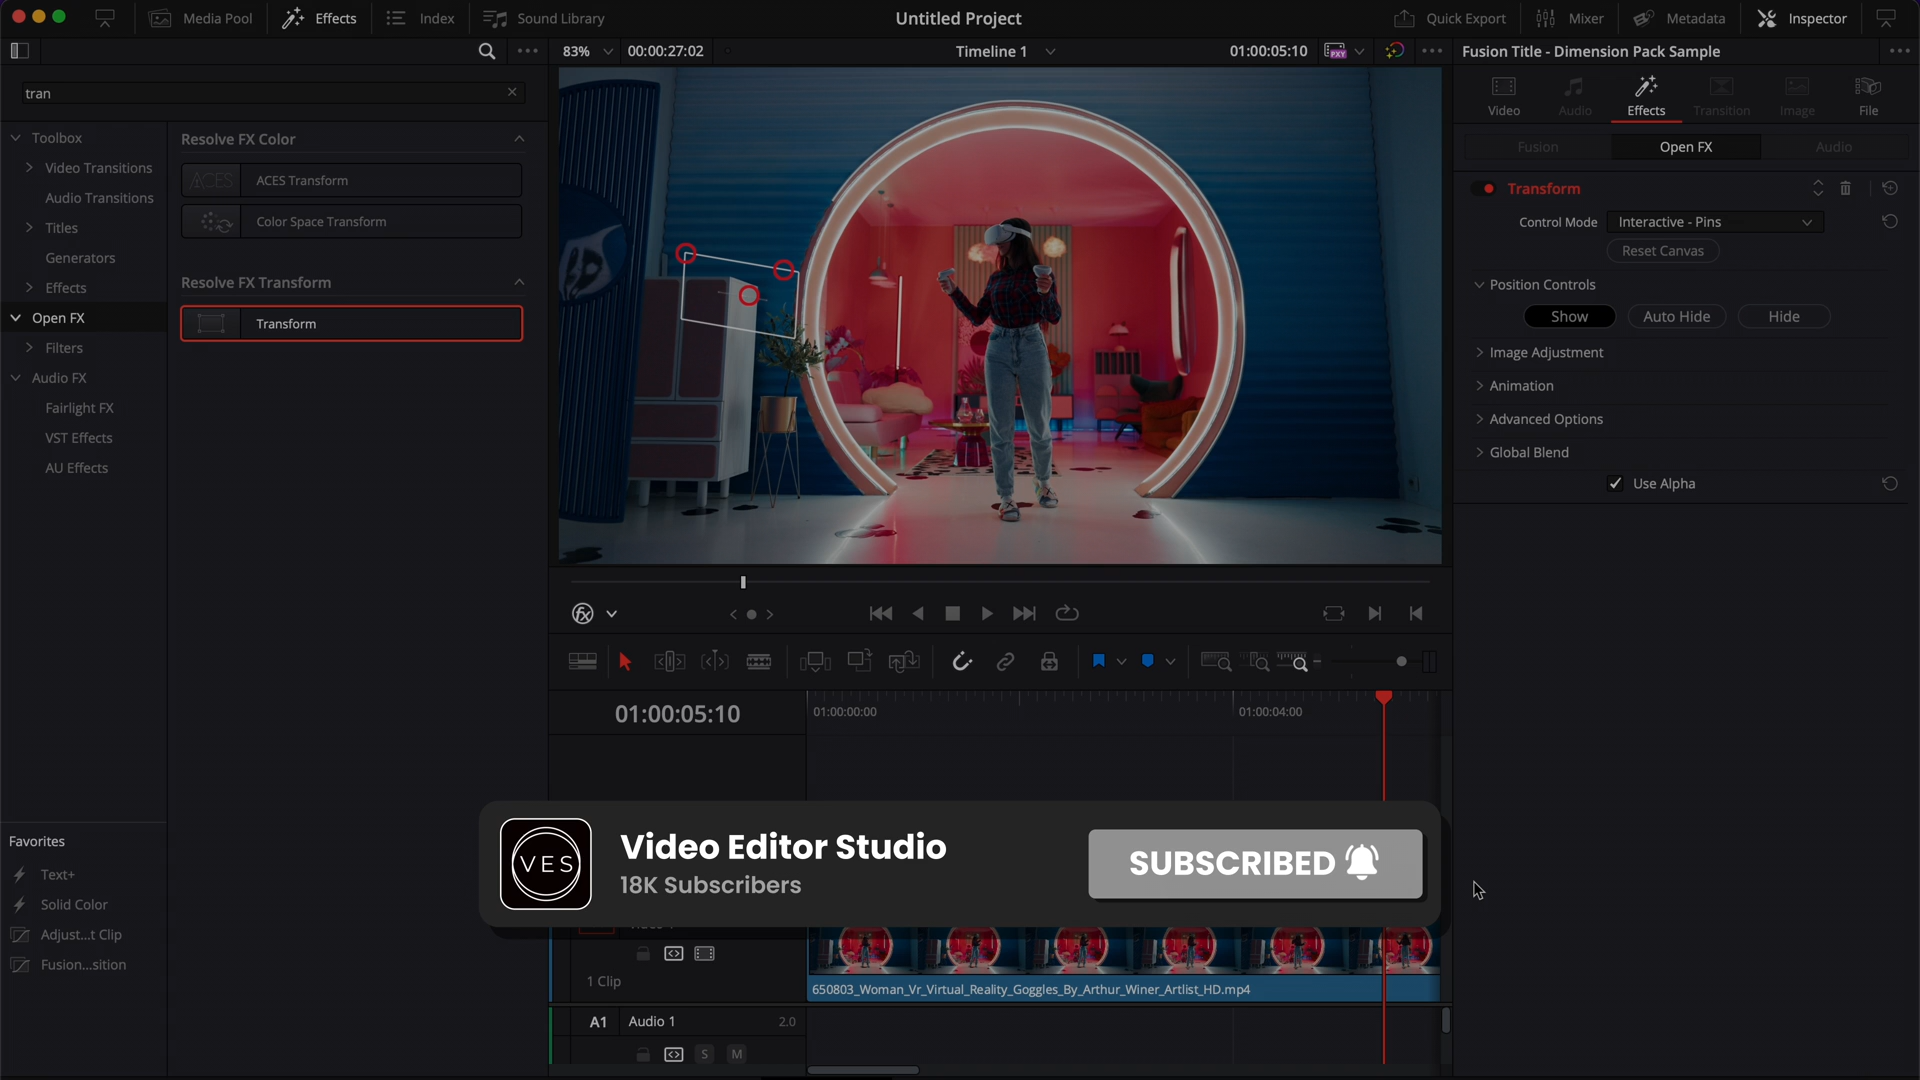 Media Pool
Effects
Index
Sound Library
Untitled Project
Quick Export
Mixer
Metadata
Inspector
83%
00:00:27:02
Timeline 1
01:00:05:10
PXY
Fusion Title - Dimension Pack Sample
tran
Video
Audio
Effects
Transition
Image
File
Toolbox
Video Transitions
Audio Transitions
Titles
Generators
Effects
Open FX
Filters
Audio FX
Fairlight FX
VST Effects
AU Effects
Resolve FX Color
ACES
ACES Transform
Color Space Transform
Resolve FX Transform
Transform
Fusion
Open FX
Audio
Transform
Control Mode
Interactive - Pins
Reset Canvas
Position Controls
Show
Auto Hide
Hide
Image Adjustment
Animation
Advanced Options
Global Blend
Use Alpha
fx
01:00:05:10
01:00:00:00
01:00:04:00
VES
Video Editor Studio
18K Subscribers
SUBSCRIBED
Favorites
Text+
Solid Color
Adjust...t Clip
Fusion...sition
1 Clip
650803_Woman_Vr_Virtual_Reality_Goggles_By_Arthur_Winer_Artlist_HD.mp4
A1
Audio 1
2.0
S
M